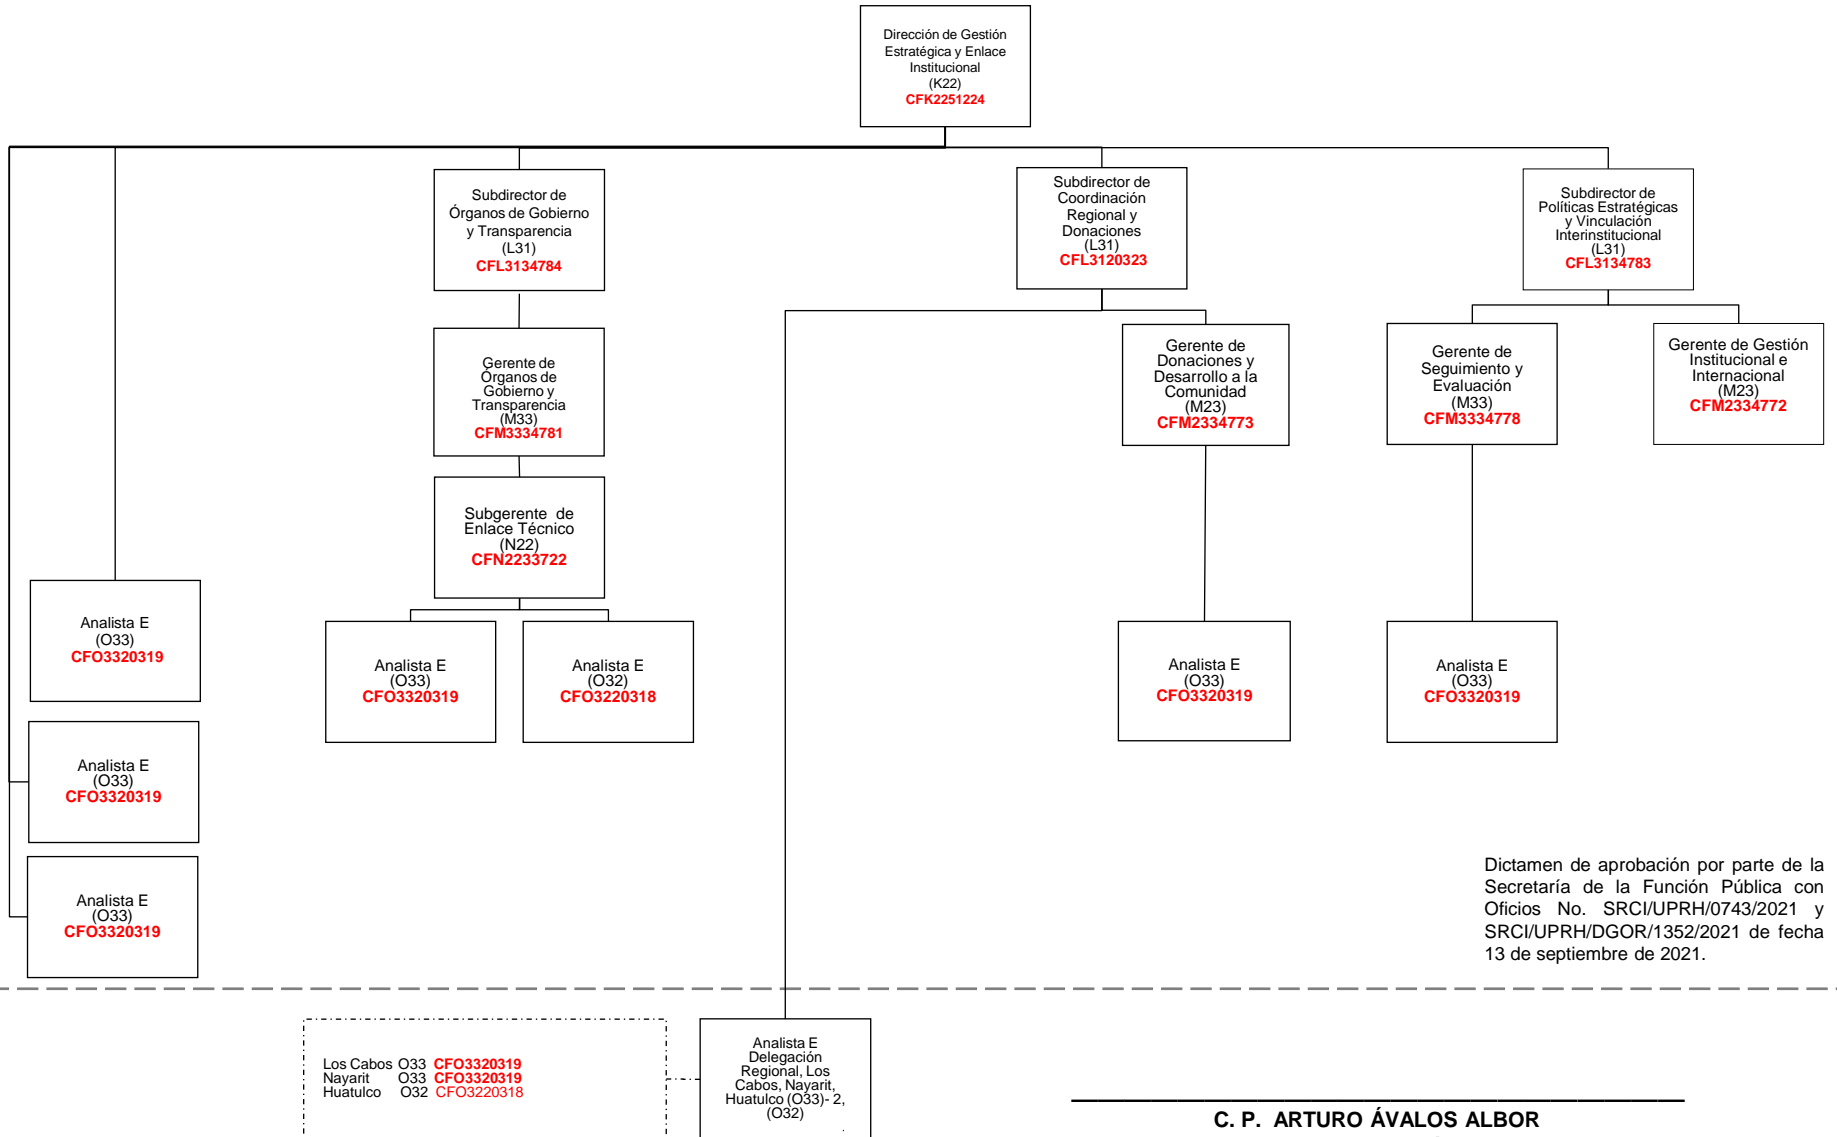 Dirección de Gestión
Estratégica y Enlace
Institucional
(K22)
CFK2251224
Subdirector de
Órganos de Gobierno
y Transparencia
(L31)
CFL3134784
Subdirector de
Coordinación
Regional y
Donaciones
(L31)
CFL3120323
Subdirector de
Políticas Estratégicas
y Vinculación
Interinstitucional
(L31)
CFL3134783
Gerente de
Órganos de
Gobierno y
Transparencia
(M33)
CFM3334781
Gerente de
Donaciones y
Desarrollo a la
Comunidad
(M23)
CFM2334773
Gerente de
Seguimiento y
Evaluación
(M33)
CFM3334778
Gerente de Gestión
Institucional e
Internacional
(M23)
CFM2334772
Subgerente de
Enlace Técnico
(N22)
CFN2233722
Analista E
(O33)
CFO3320319
Analista E
(O33)
CFO3320319
Analista E
(O32)
CFO3220318
Analista E
(O33)
CFO3320319
Analista E
(O33)
CFO3320319
Analista E
(O33)
CFO3320319
Analista E
(O33)
CFO3320319
Dictamen de aprobación por parte de la
Secretaría de la Función Pública con
Oficios No. SRCI/UPRH/0743/2021 y
SRCI/UPRH/DGOR/1352/2021 de fecha
13 de septiembre de 2021.
Los Cabos O33 CFO3320319
Nayarit O33 CFO3320319
Huatulco O32 CFO3220318
Analista E
Delegación
Regional, Los
Cabos, Nayarit,
Huatulco (O33)- 2,
(O32)
C. P. ARTURO ÁVALOS ALBOR